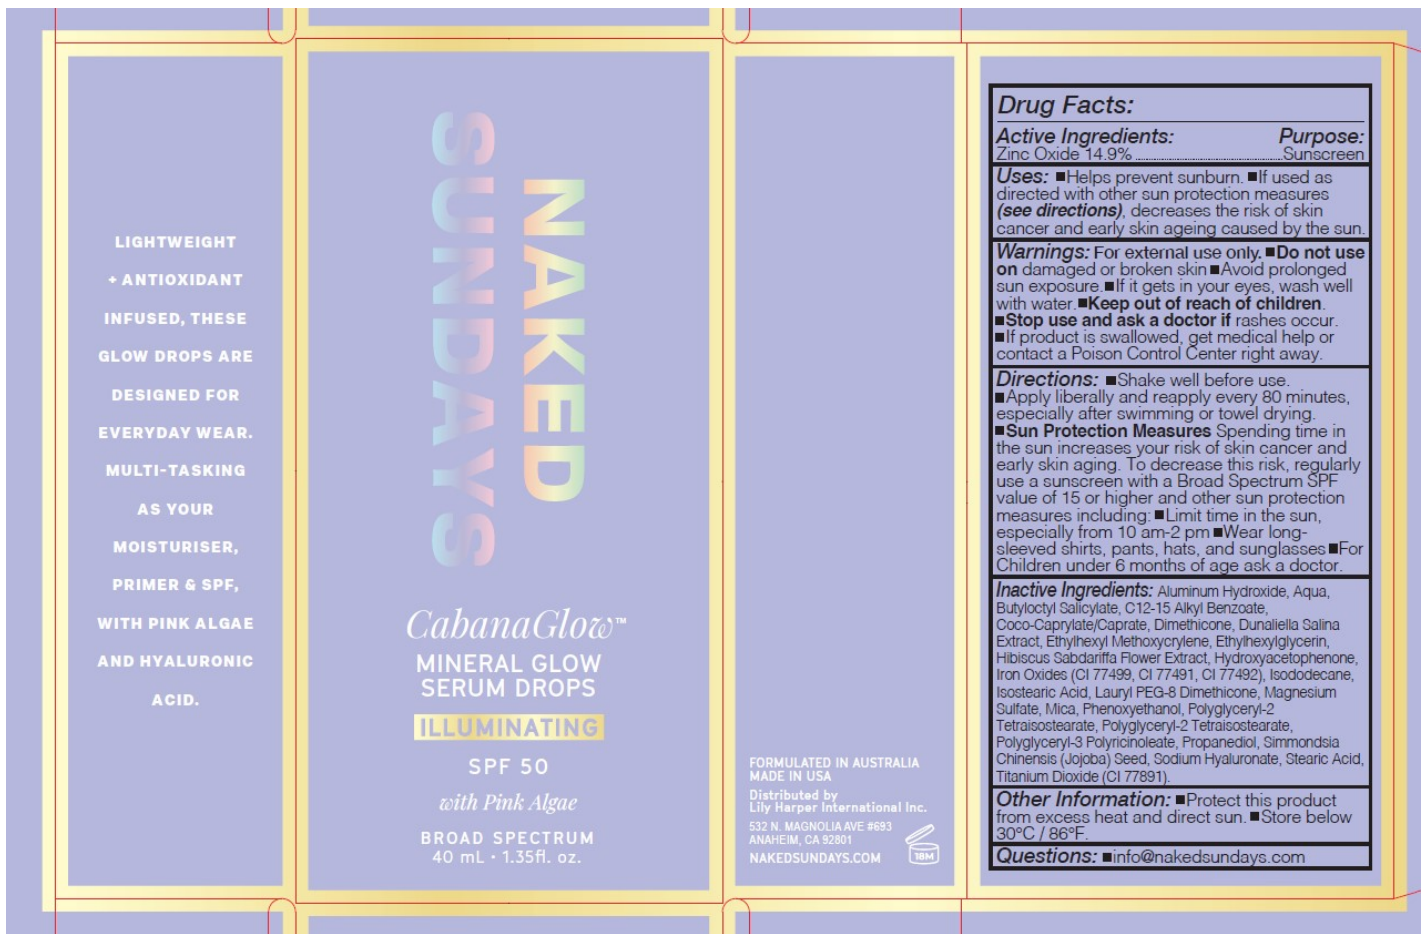 LIGHTWEIGHT
+ ANTIOXIDANT
INFUSED, THESE
GLOW DROPS ARE
DESIGNED FOR
EVERYDAY WEAR.
MULTI-TASKING
AS YOUR
MOISTURISER,
PRIMER & SPF,
WITH PINK ALGAE
AND HYALURONIC
ACID.
NAKED
SUNDAYS
CabanaGlow™
MINERAL GLOW
SERUM DROPS
ILLUMINATING
SPF 50
with Pink Algae
BROAD SPECTRUM
40 mL · 1.35fl. oz.
FORMULATED IN AUSTRALIA
MADE IN USA
Distributed by
Lily Harper International Inc.
532 N. MAGNOLIA AVE #693
ANAHEIM, CA 92801
NAKEDSUNDAYS.COM
18M
Drug Facts:
Active Ingredients: Purpose:
Zinc Oxide 14.9% ........................................Sunscreen
Uses: ■Helps prevent sunburn. ■If used as
directed with other sun protection measures
(see directions), decreases the risk of skin
cancer and early skin ageing caused by the sun.
Warnings: For external use only. ■Do not use
on damaged or broken skin ■Avoid prolonged
sun exposure.■If it gets in your eyes, wash well
with water.■Keep out of reach of children.
■Stop use and ask a doctor if rashes occur.
■If product is swallowed, get medical help or
contact a Poison Control Center right away.
Directions: ■Shake well before use.
■Apply liberally and reapply every 80 minutes,
especially after swimming or towel drying.
■Sun Protection Measures Spending time in
the sun increases your risk of skin cancer and
early skin aging. To decrease this risk, regularly
use a sunscreen with a Broad Spectrum SPF
value of 15 or higher and other sun protection
measures including: ■Limit time in the sun,
especially from 10 am-2 pm ■Wear long-
sleeved shirts, pants, hats, and sunglasses ■For
Children under 6 months of age ask a doctor.
Inactive Ingredients: Aluminum Hydroxide, Aqua,
Butyloctyl Salicylate, C12-15 Alkyl Benzoate,
Coco-Caprylate/Caprate, Dimethicone, Dunaliella Salina
Extract, Ethylhexyl Methoxycrylene, Ethylhexylglycerin,
Hibiscus Sabdariffa Flower Extract, Hydroxyacetophenone,
Iron Oxides (CI 77499, CI 77491, CI 77492), Isododecane,
Isostearic Acid, Lauryl PEG-8 Dimethicone, Magnesium
Sulfate, Mica, Phenoxyethanol, Polyglyceryl-2
Tetraisostearate, Polyglyceryl-2 Tetraisostearate,
Polyglyceryl-3 Polyricinoleate, Propanediol, Simmondsia
Chinensis (Jojoba) Seed, Sodium Hyaluronate, Stearic Acid,
Titanium Dioxide (CI 77891).
Other Information: ■Protect this product
from excess heat and direct sun. ■Store below
30°C / 86°F.
Questions: ■info@nakedsundays.com